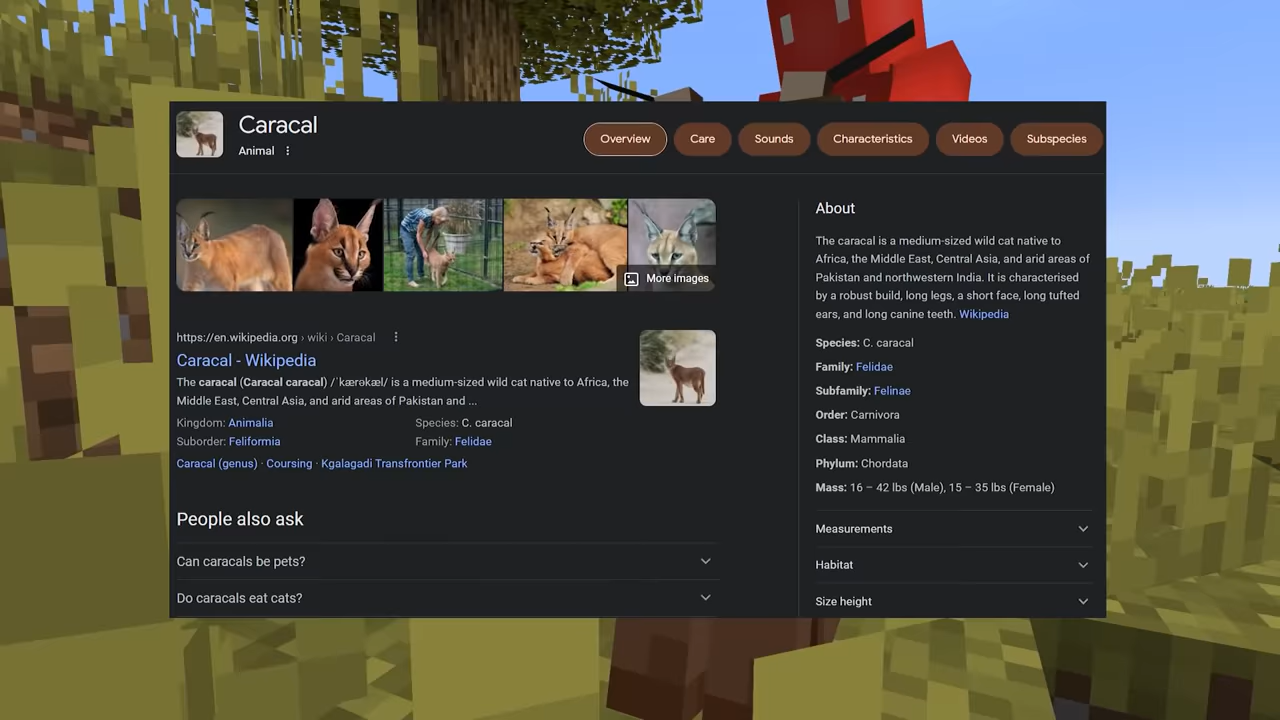 Caracal
Animal
Overview
Care
Sounds
Characteristics
Videos
Subspecies
More images
https://en.wikipedia.org › wiki › Caracal
Caracal - Wikipedia
The caracal (Caracal caracal) /ˈkærəkæl/ is a medium-sized wild cat native to Africa, the
Middle East, Central Asia, and arid areas of Pakistan and ...
Kingdom: Animalia
Species: C. caracal
Suborder: Feliformia
Family: Felidae
Caracal (genus) · Coursing · Kgalagadi Transfrontier Park
People also ask
Can caracals be pets?
Do caracals eat cats?
About
The caracal is a medium-sized wild cat native to
Africa, the Middle East, Central Asia, and arid areas of
Pakistan and northwestern India. It is characterised
by a robust build, long legs, a short face, long tufted
ears, and long canine teeth. Wikipedia
Species: C. caracal
Family: Felidae
Subfamily: Felinae
Order: Carnivora
Class: Mammalia
Phylum: Chordata
Mass: 16 – 42 lbs (Male), 15 – 35 lbs (Female)
Measurements
Habitat
Size height